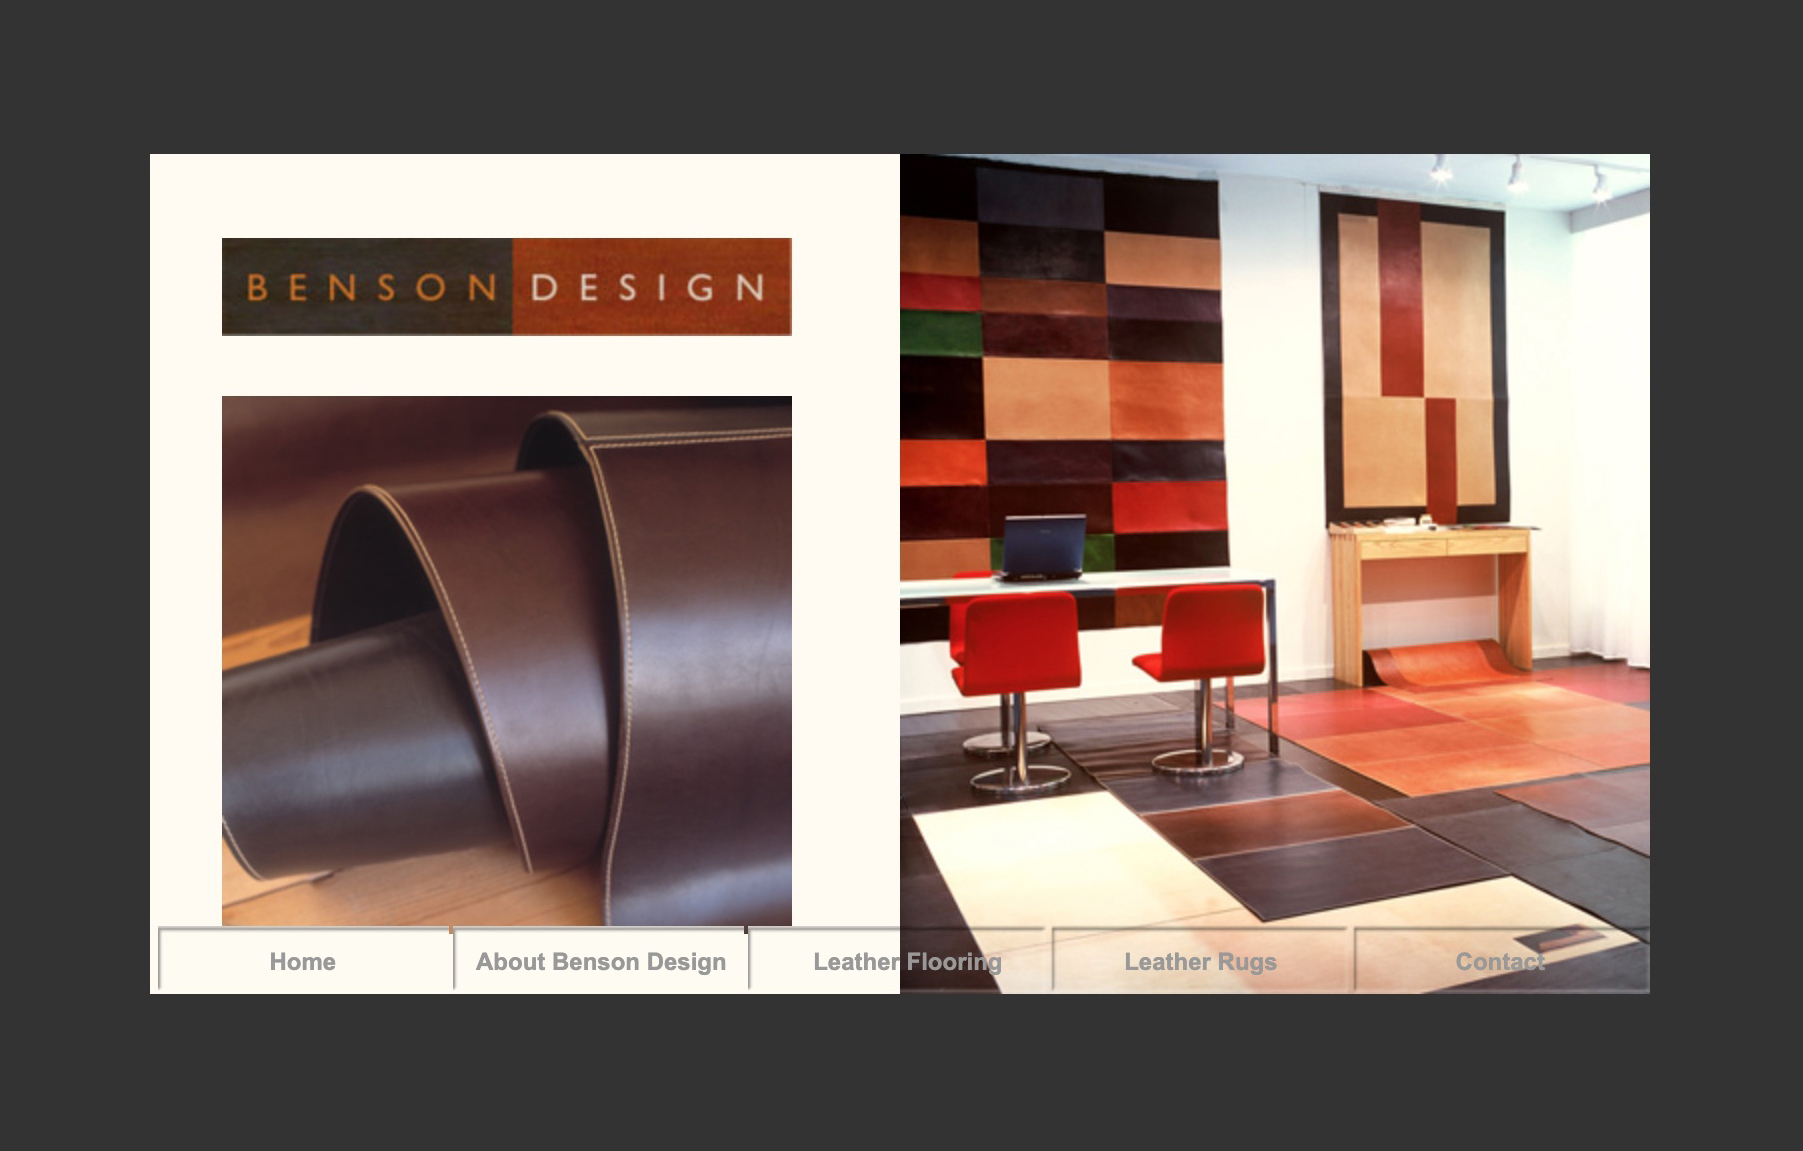 BENSON DESIGN
Home
About Benson Design
Leather Flooring
Leather Rugs
Contact